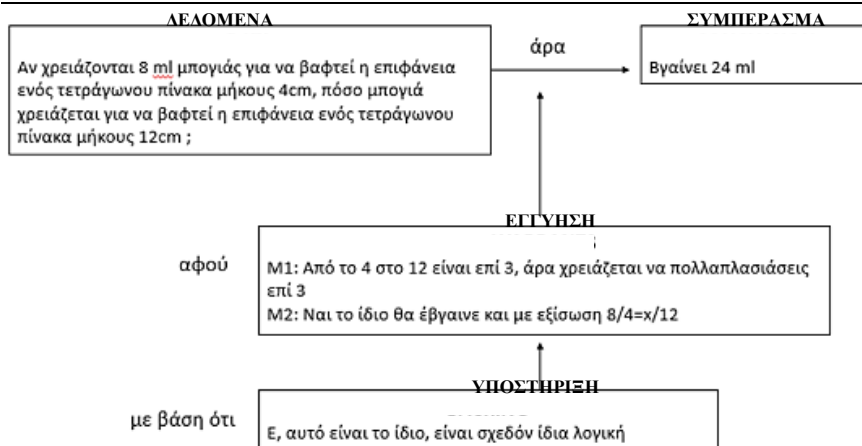 ΔΕΔΟΜΕΝΑ
ΣΥΜΠΕΡΑΣΜΑ
Αν χρειάζονται 8 ml μπογιάς για να βαφτεί η επιφάνεια
ενός τετράγωνου πίνακα μήκους 4cm, πόσο μπογιά
χρειάζεται για να βαφτεί η επιφάνεια ενός τετράγωνου
πίνακα μήκους 12cm ;
άρα
Βγαίνει 24 ml
ΕΓΓΥΗΣΗ
αφού
Μ1: Από το 4 στο 12 είναι επί 3, άρα χρειάζεται να πολλαπλασιάσεις
επί 3
Μ2: Ναι το ίδιο θα έβγαινε και με εξίσωση 8/4=x/12
ΥΠΟΣΤΗΡΙΞΗ
με βάση ότι
Ε, αυτό είναι το ίδιο, είναι σχεδόν ίδια λογική